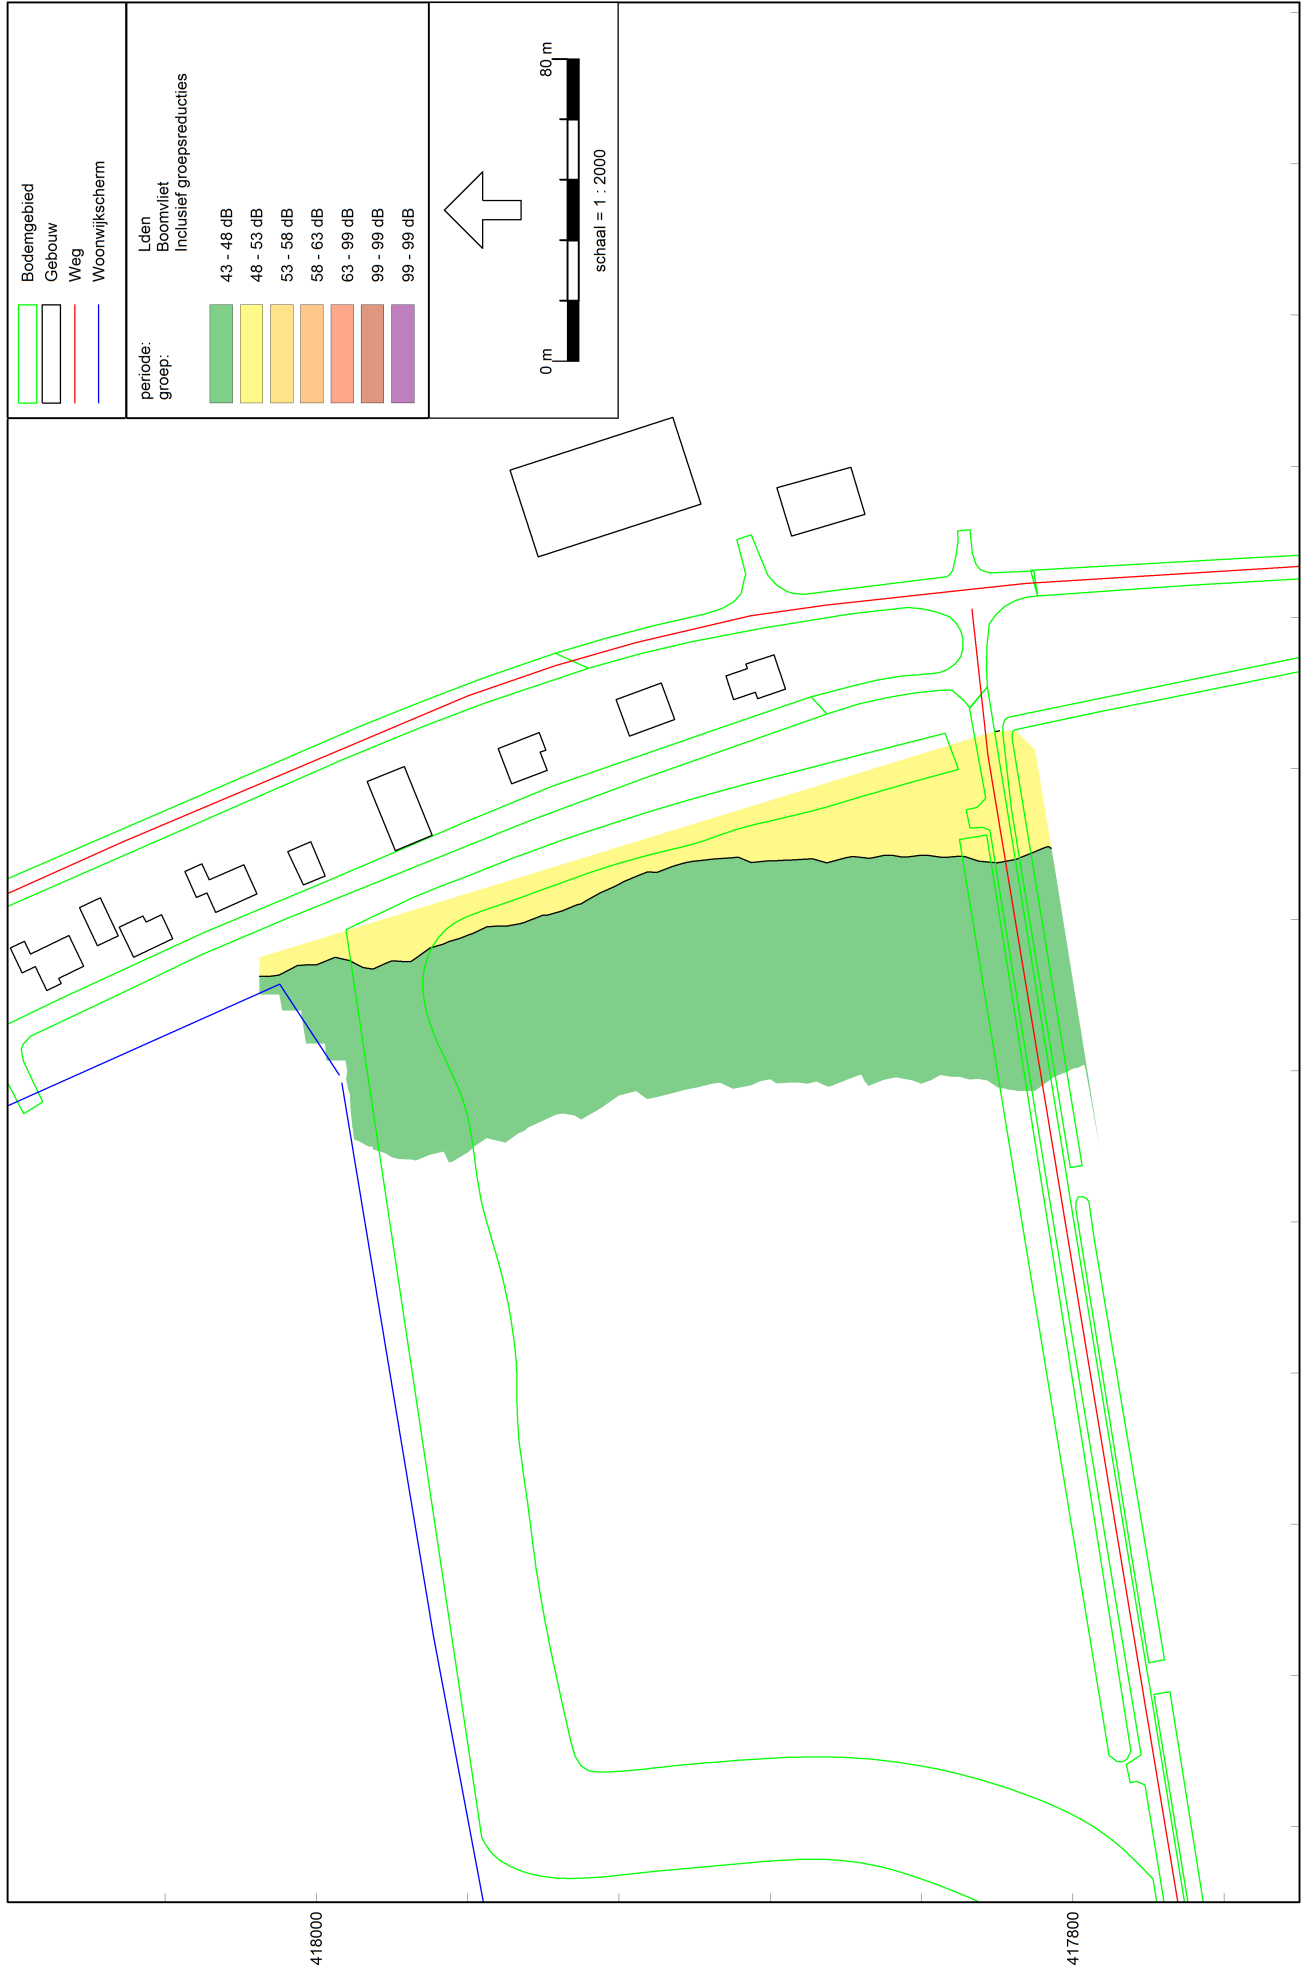 Bodemgebied
Gebouw
Weg
Woonwijkscherm
periode: Lden
groep: Boomvliet
Inclusief groepsreducties
43 - 48 dB
48 - 53 dB
53 - 58 dB
58 - 63 dB
63 - 99 dB
99 - 99 dB
99 - 99 dB
0 m 80 m
schaal = 1 : 2000
418000
417800